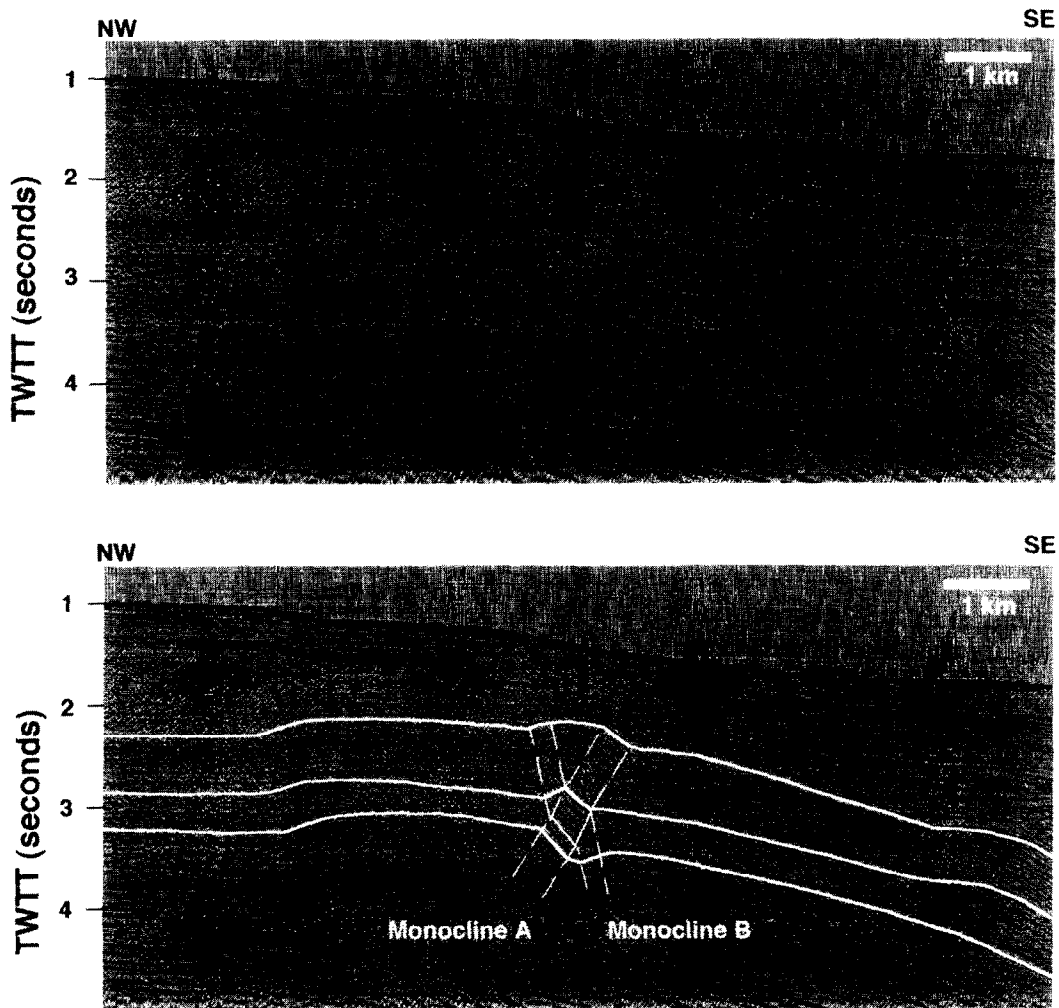 NW
SE
1 km
1
2
3
4
TWTT (seconds)
NW
SE
1 km
1
2
3
4
TWTT (seconds)
Monocline A
Monocline B